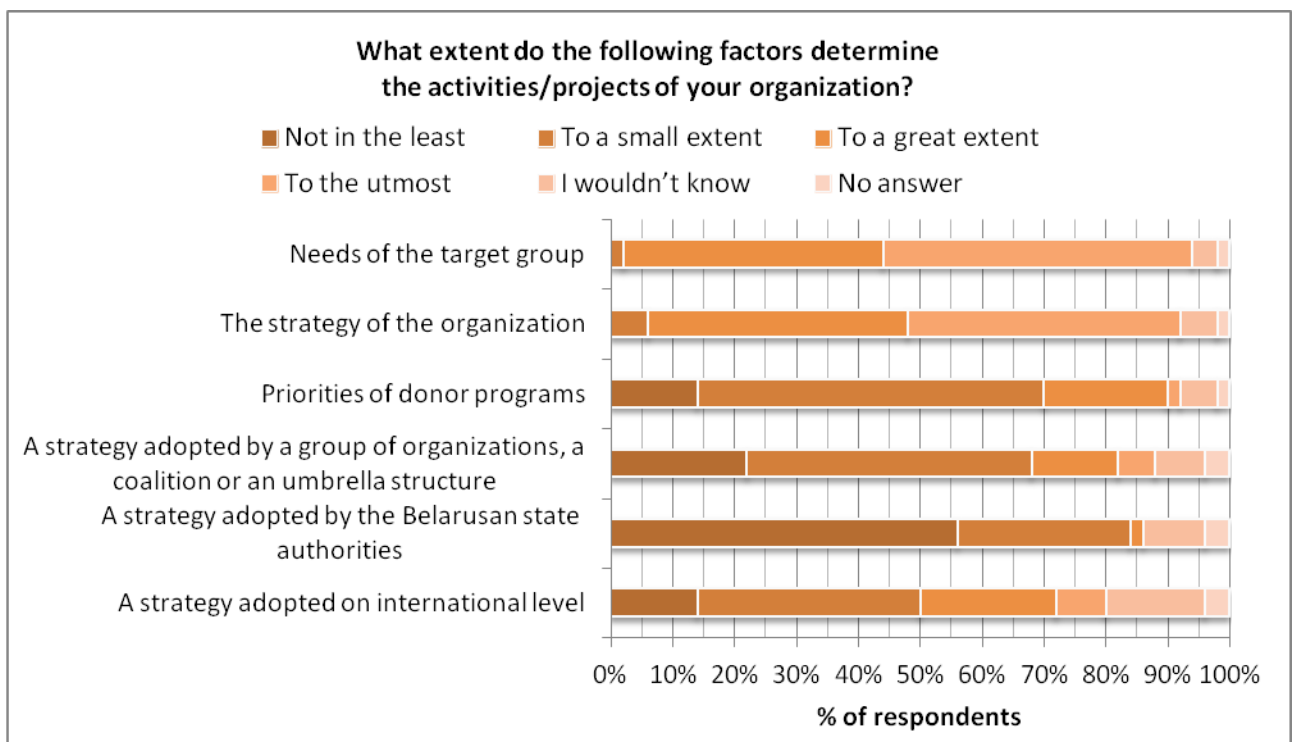 What extent do the following factors determine
the activities/projects of your organization?
Not in the least
To a small extent
To a great extent
To the utmost
I wouldn't know
No answer
Needs of the target group
The strategy of the organization
Priorities of donor programs
A strategy adopted by a group of organizations, a
coalition or an umbrella structure
A strategy adopted by the Belarusan state
authorities
A strategy adopted on international level
0% 10% 20% 30% 40% 50% 60% 70% 80% 90% 100%
% of respondents